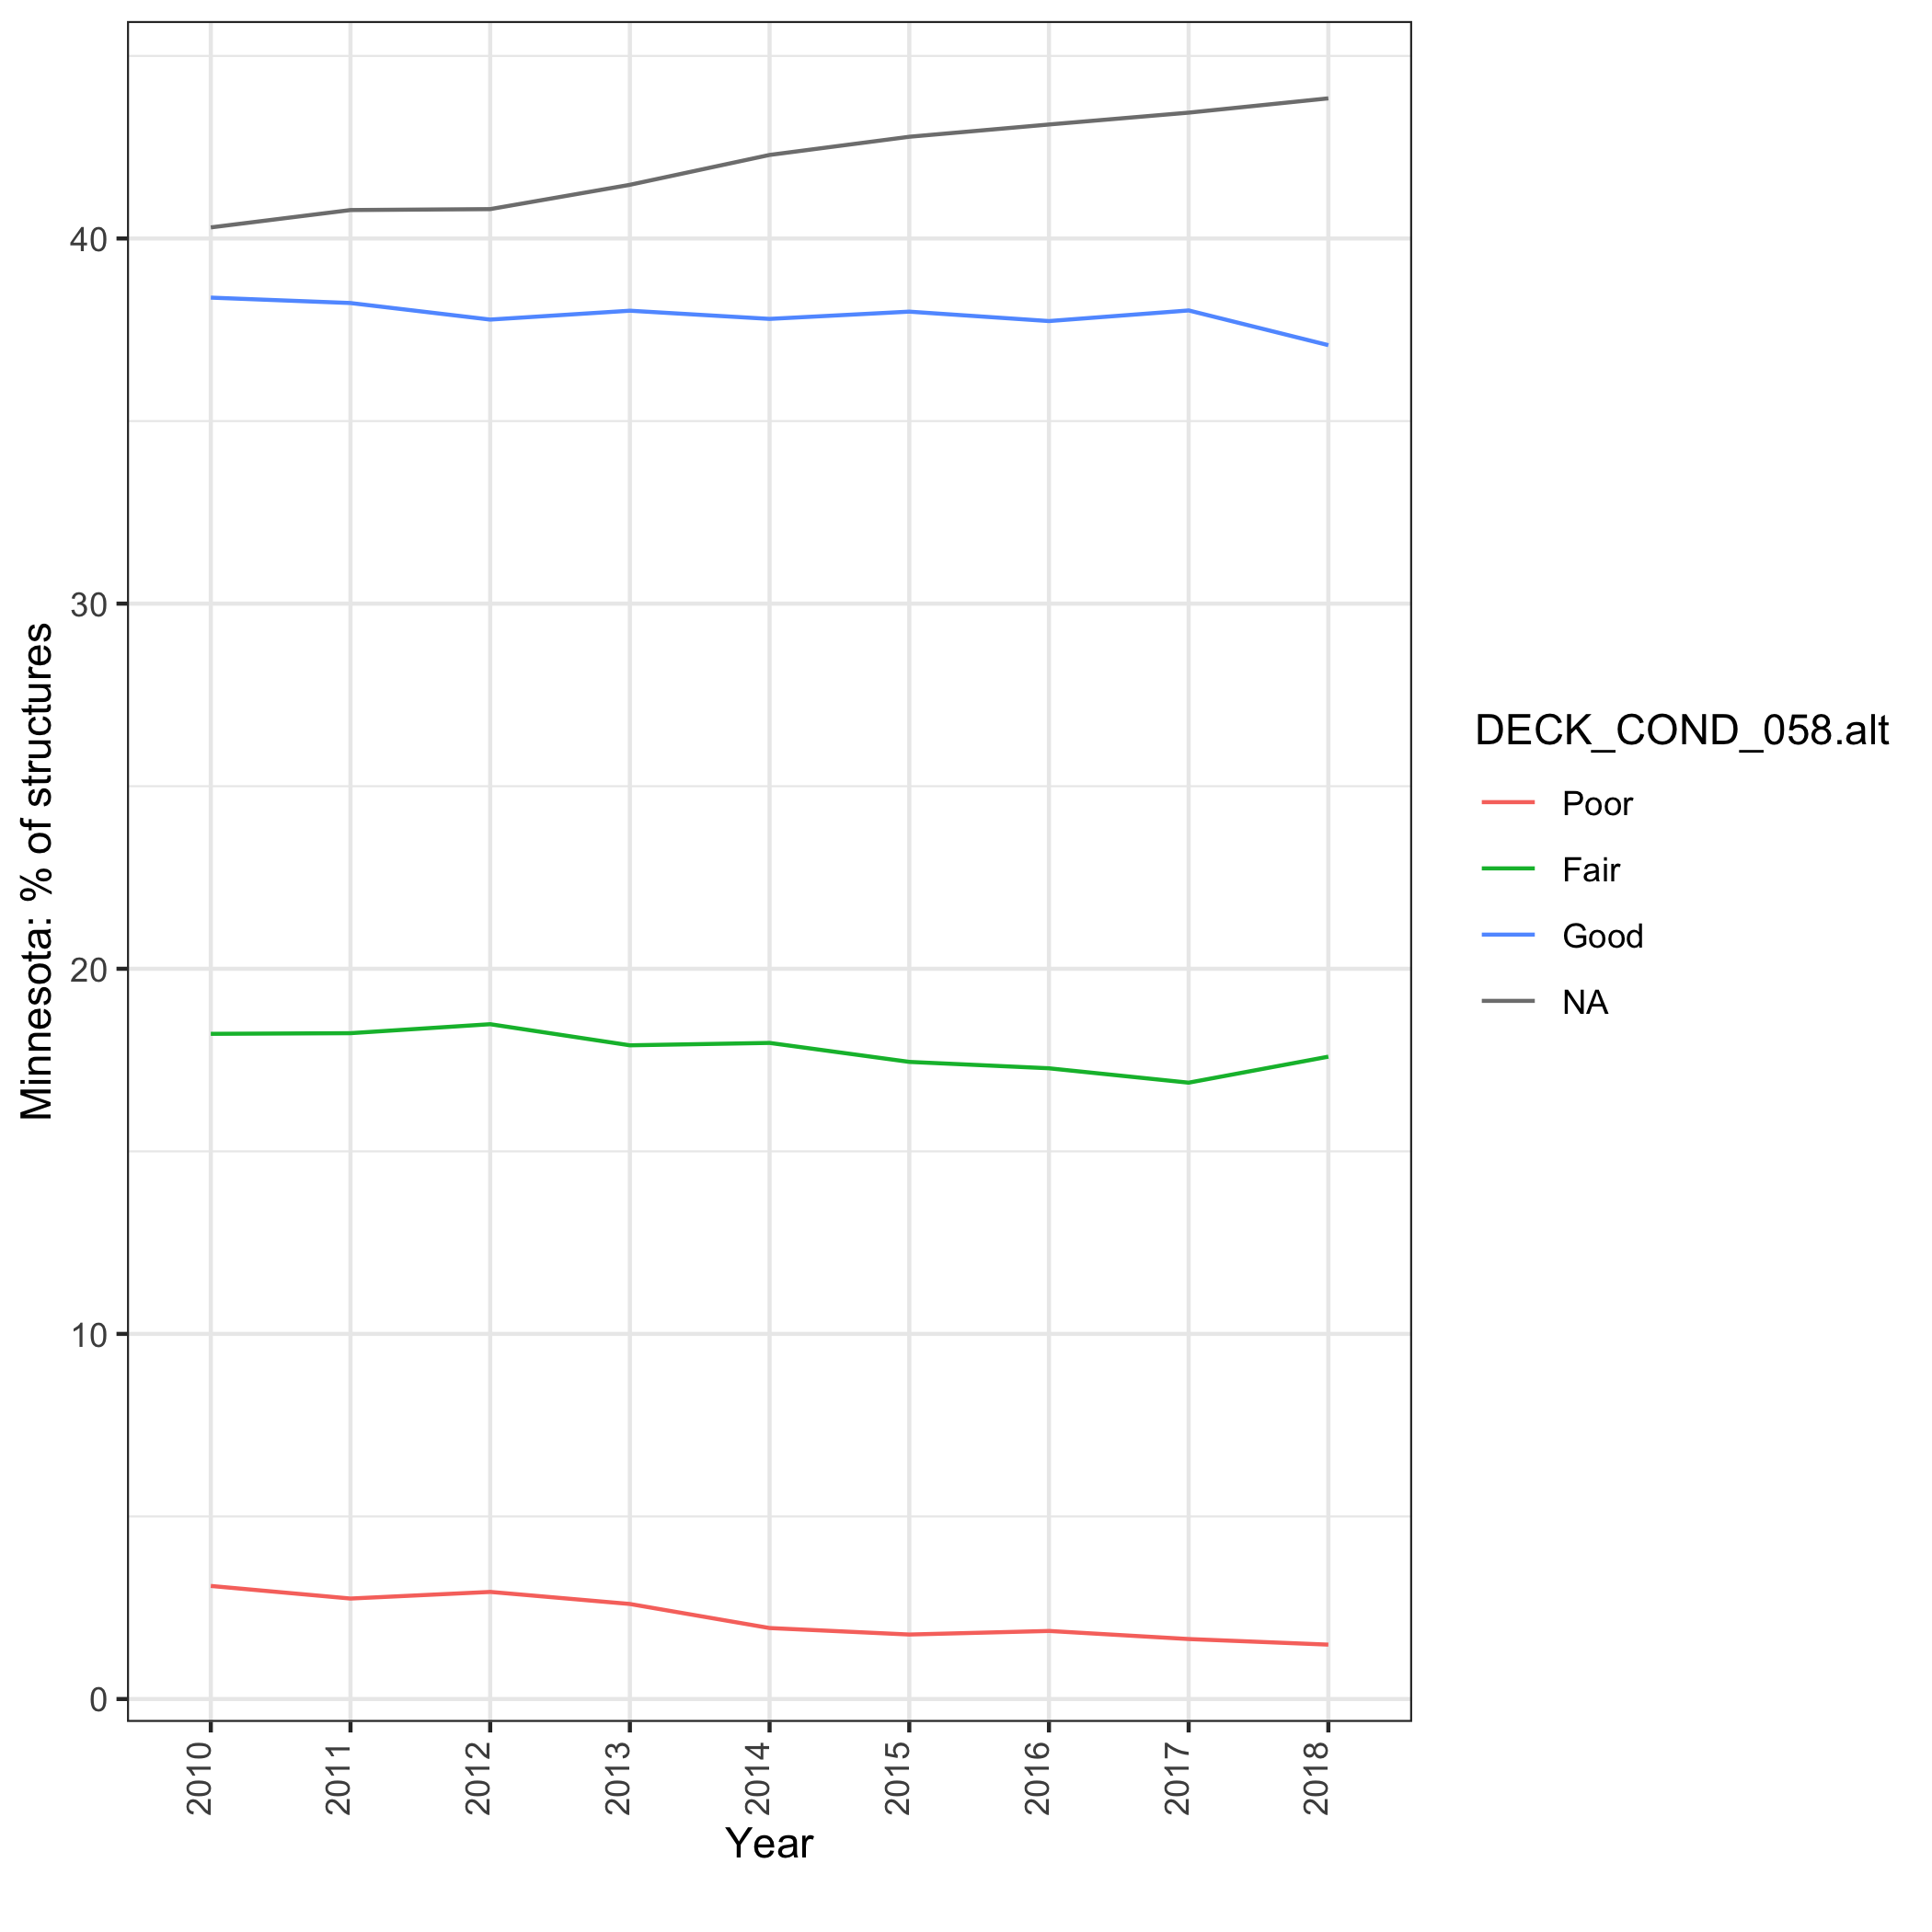 Minnesota: % of structures
40
30
20
10
0
2010
2011
2012
2013
2014
2015
2016
2017
2018
Year
DECK_COND_058.alt
Poor
Fair
Good
NA